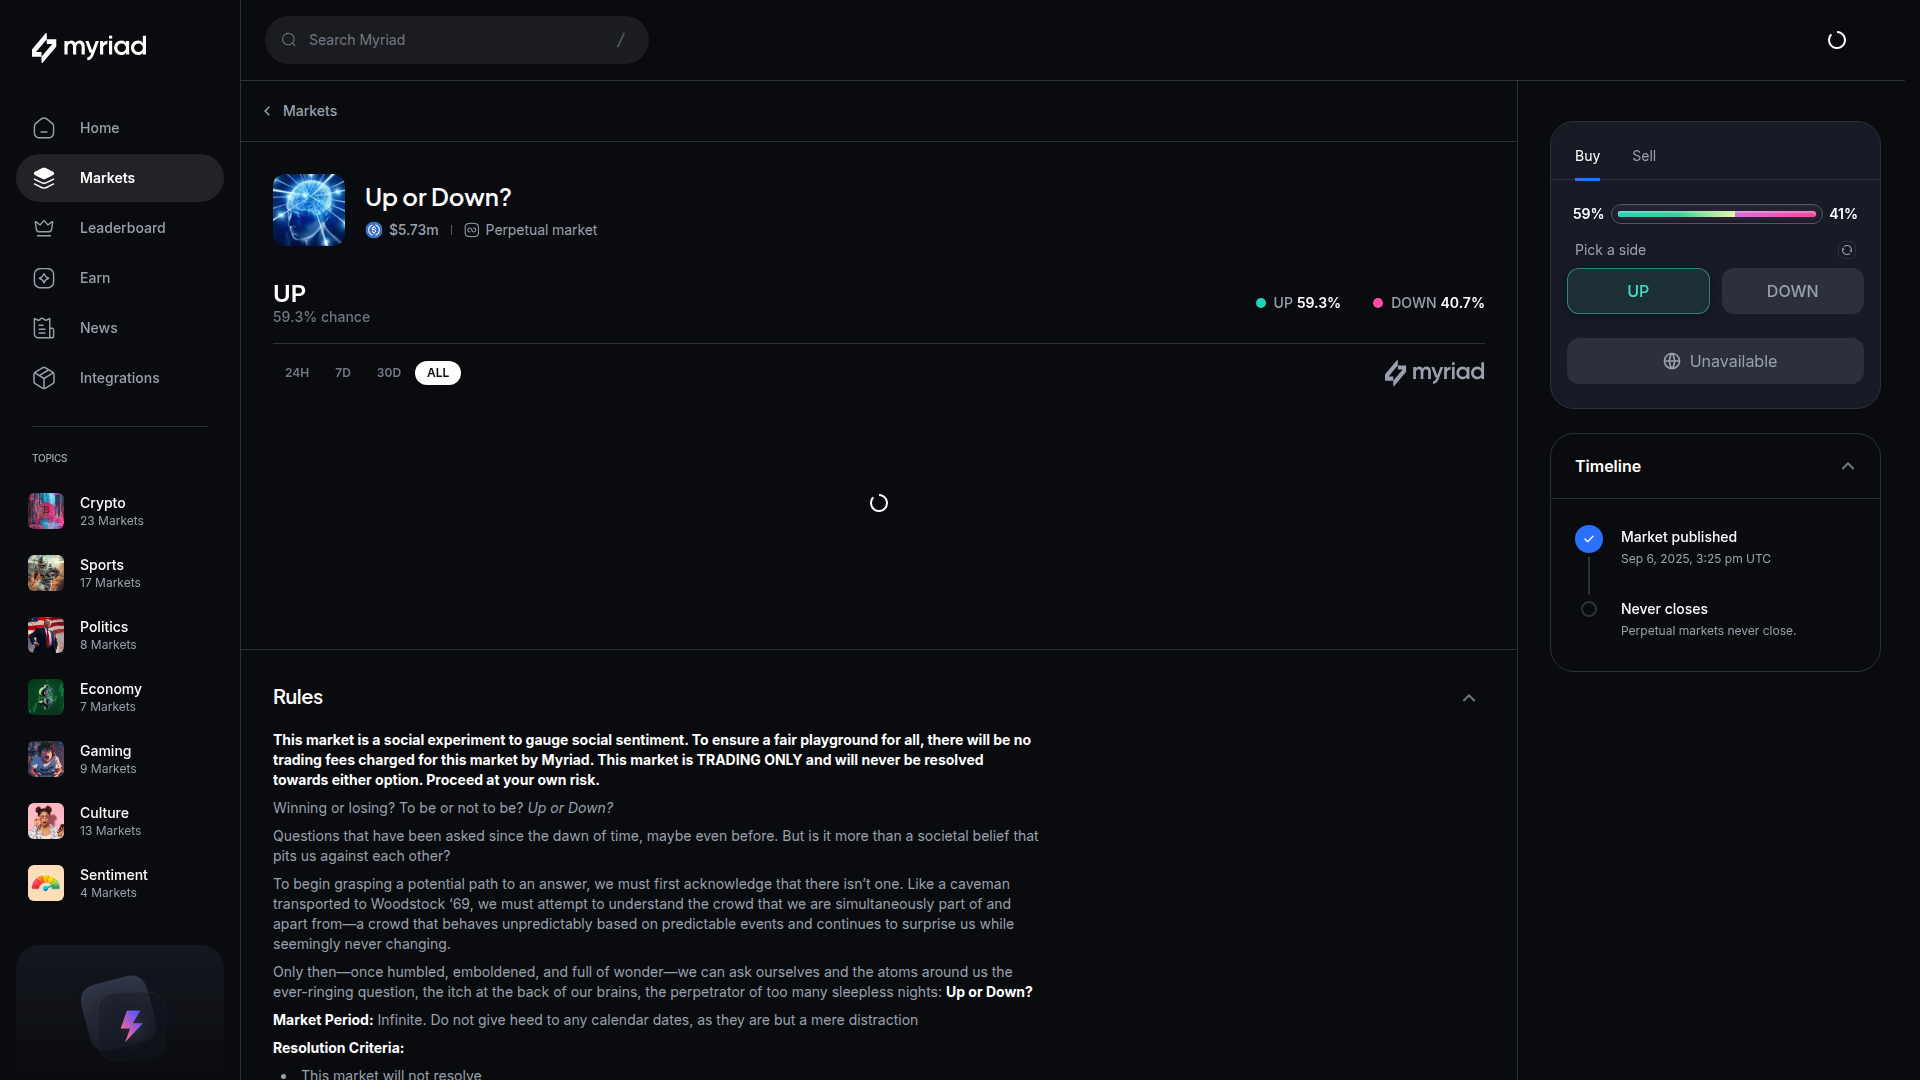 myriad
Search Myriad /
Home
Markets
Leaderboard
Earn
News
Integrations
TOPICS
Crypto
23 Markets
Sports
17 Markets
Politics
8 Markets
Economy
7 Markets
Gaming
9 Markets
Culture
13 Markets
Sentiment
4 Markets
Markets
Up or Down?
$5.73m | Perpetual market
UP
59.3% chance
UP 59.3% DOWN 40.7%
24H 7D 30D ALL
myriad
Rules
This market is a social experiment to gauge social sentiment. To ensure a fair playground for all, there will be no
trading fees charged for this market by Myriad. This market is TRADING ONLY and will never be resolved
towards either option. Proceed at your own risk.
Winning or losing? To be or not to be? Up or Down?
Questions that have been asked since the dawn of time, maybe even before. But is it more than a societal belief that
pits us against each other?
To begin grasping a potential path to an answer, we must first acknowledge that there isn’t one. Like a caveman
transported to Woodstock ‘69, we must attempt to understand the crowd that we are simultaneously part of and
apart from—a crowd that behaves unpredictably based on predictable events and continues to surprise us while
seemingly never changing.
Only then—once humbled, emboldened, and full of wonder—we can ask ourselves and the atoms around us the
ever-ringing question, the itch at the back of our brains, the perpetrator of too many sleepless nights: Up or Down?
Market Period: Infinite. Do not give heed to any calendar dates, as they are but a mere distraction
Resolution Criteria:
• This market will not resolve
Buy Sell
59% 41%
Pick a side
UP DOWN
Unavailable
Timeline
Market published
Sep 6, 2025, 3:25 pm UTC
Never closes
Perpetual markets never close.